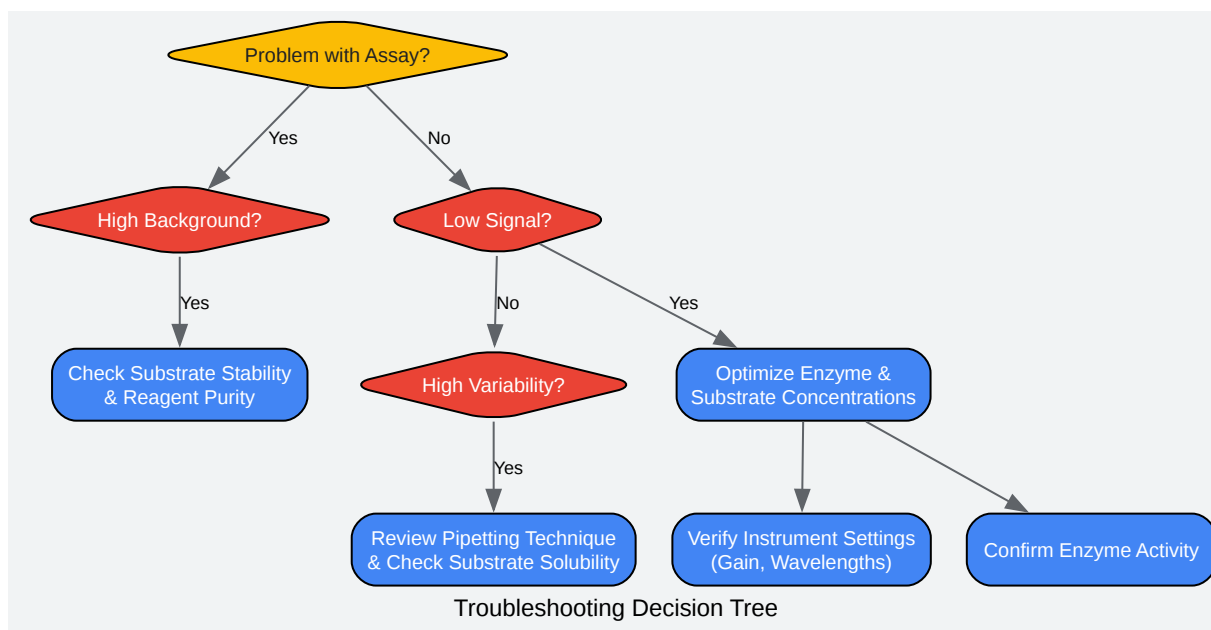 Problem with Assay?
Yes
No
High Background?
Low Signal?
Yes
No
Yes
Check Substrate Stability
& Reagent Purity
High Variability?
Optimize Enzyme &
Substrate Concentrations
Yes
Review Pipetting Technique
& Check Substrate Solubility
Verify Instrument Settings
(Gain, Wavelengths)
Confirm Enzyme Activity
Troubleshooting Decision Tree